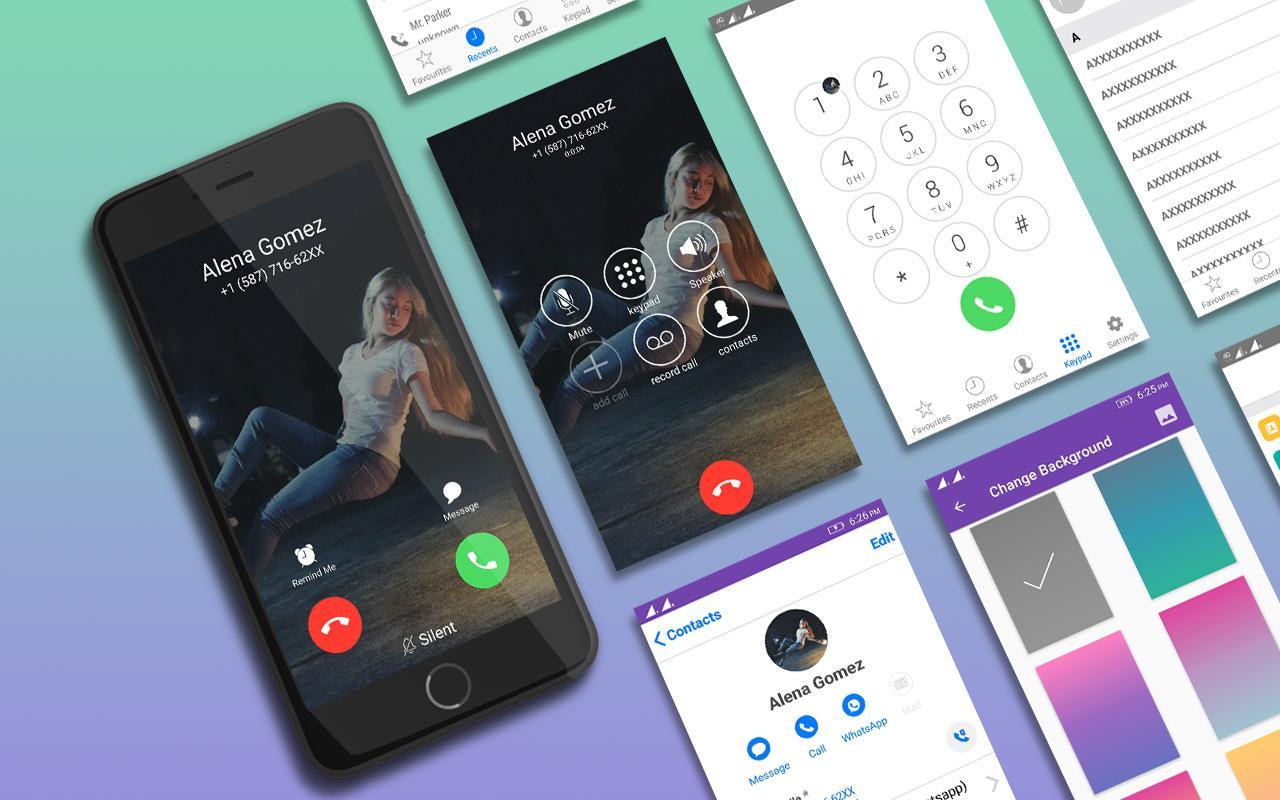 Mr. Parker
unknown
Favourites
Recents
Contacts
Keypad
Alena Gomez
+1 (587) 716-62XX
Message
Remind Me
Silent
Alena Gomez
+1 (587) 716-62XX
0:0:04
Mute
keypad
Speaker
add call
record call
contacts
4G
1
2
ABC
3
DEF
4
GHI
5
JKL
6
MNC
7
PQRS
8
TUV
9
WXYZ
*
0
+
#
Favourites
Recents
Contacts
Keypad
Settings
A
AXXXXXXXXXX
AXXXXXXXXXX
AXXXXXXXXXX
AXXXXXXXXXX
AXXXXXXXXXX
AXXXXXXXXXX
AXXXXXXXXXX
AXXXXXXXXXX
Favourites
Recents
6:26 PM
Contacts
Edit
Alena Gomez
Message
Call
WhatsApp
Mail
62XX
6:25 PM
Change Background
4G